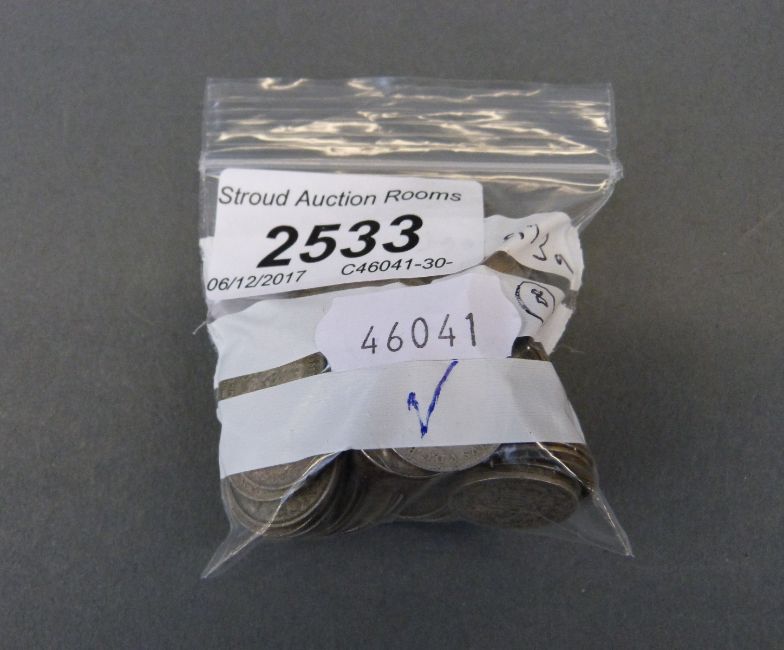 Stroud Auction Rooms
2533
06/12/2017 C46041-30-
46041